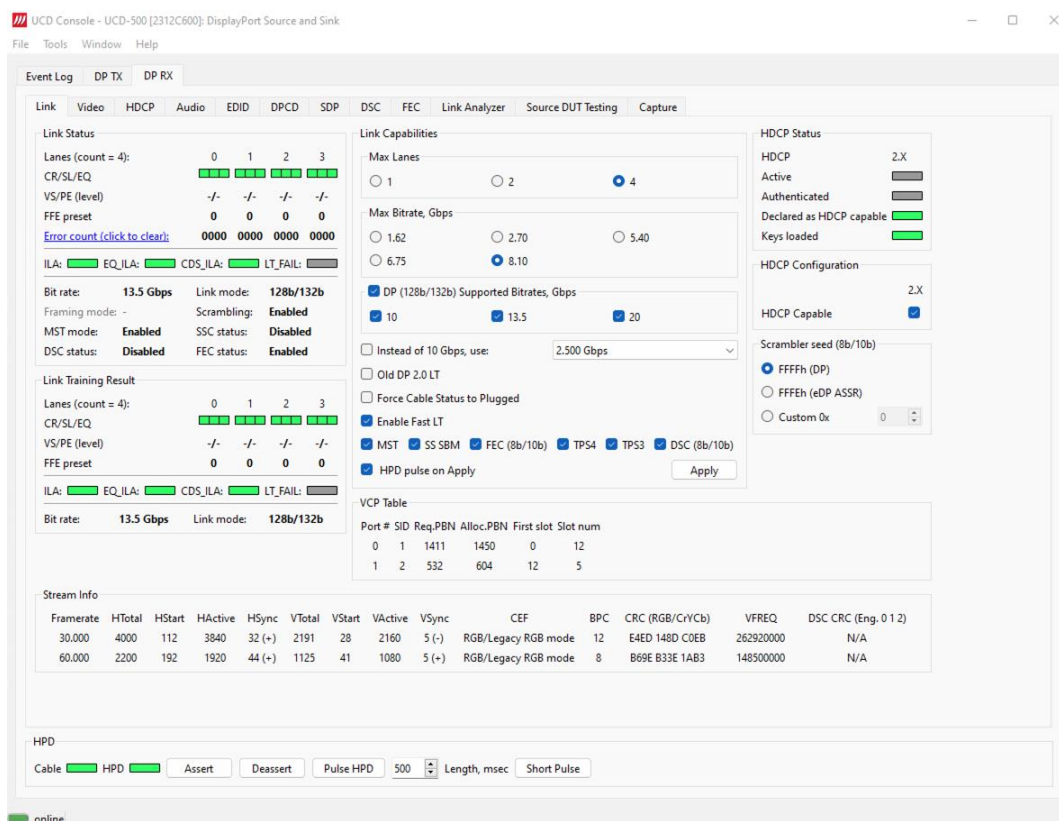 UCD Console - UCD-500 [2312C600]: DisplayPort Source and Sink
File Tools Window Help
Event Log DP TX DP RX
Link Video HDCP Audio EDID DPCD SDP DSC FEC Link Analyzer Source DUT Testing Capture
Link Status
Lanes (count = 4): 0 1 2 3
CR/SL/EQ
VS/PE (level) -/- -/- -/- -/-
FFE preset 0 0 0 0
Error count (click to clear): 0000 0000 0000 0000
ILA: EQ_ILA: CDS_ILA: LT_FAIL:
Bit rate: 13.5 Gbps Link mode: 128b/132b
Framing mode: - Scrambling: Enabled
MST mode: Enabled SSC status: Disabled
DSC status: Disabled FEC status: Enabled
Link Training Result
Lanes (count = 4): 0 1 2 3
CR/SL/EQ
VS/PE (level) -/- -/- -/- -/-
FFE preset 0 0 0 0
ILA: EQ_ILA: CDS_ILA: LT_FAIL:
Bit rate: 13.5 Gbps Link mode: 128b/132b
Link Capabilities
Max Lanes
1 2 4
Max Bitrate, Gbps
1.62 2.70 5.40
6.75 8.10
DP (128b/132b) Supported Bitrates, Gbps
10 13.5 20
Instead of 10 Gbps, use: 2.500 Gbps
Old DP 2.0 LT
Force Cable Status to Plugged
Enable Fast LT
MST SS SBM FEC (8b/10b) TPS4 TPS3 DSC (8b/10b)
HPD pulse on Apply Apply
VCP Table
Port # SID Req.PBN Alloc.PBN First slot Slot num
0 1 1411 1450 0 12
1 2 532 604 12 5
HDCP Status
HDCP 2.X
Active
Authenticated
Declared as HDCP capable
Keys loaded
HDCP Configuration
2.X
HDCP Capable
Scrambler seed (8b/10b)
FFFFh (DP)
FFFEh (eDP ASSR)
Custom 0x 0
Stream Info
Framerate HTotal HStart HActive HSync VTotal VStart VActive VSync CEF BPC CRC (RGB/CrYCb) VFREQ DSC CRC (Eng. 0 1 2)
30.000 4000 112 3840 32 (+) 2191 28 2160 5 (-) RGB/Legacy RGB mode 12 E4ED 148D C0EB 262920000 N/A
60.000 2200 192 1920 44 (+) 1125 41 1080 5 (+) RGB/Legacy RGB mode 8 B69E B33E 1AB3 148500000 N/A
HPD
Cable HPD Assert Deassert Pulse HPD 500 Length, msec Short Pulse
online